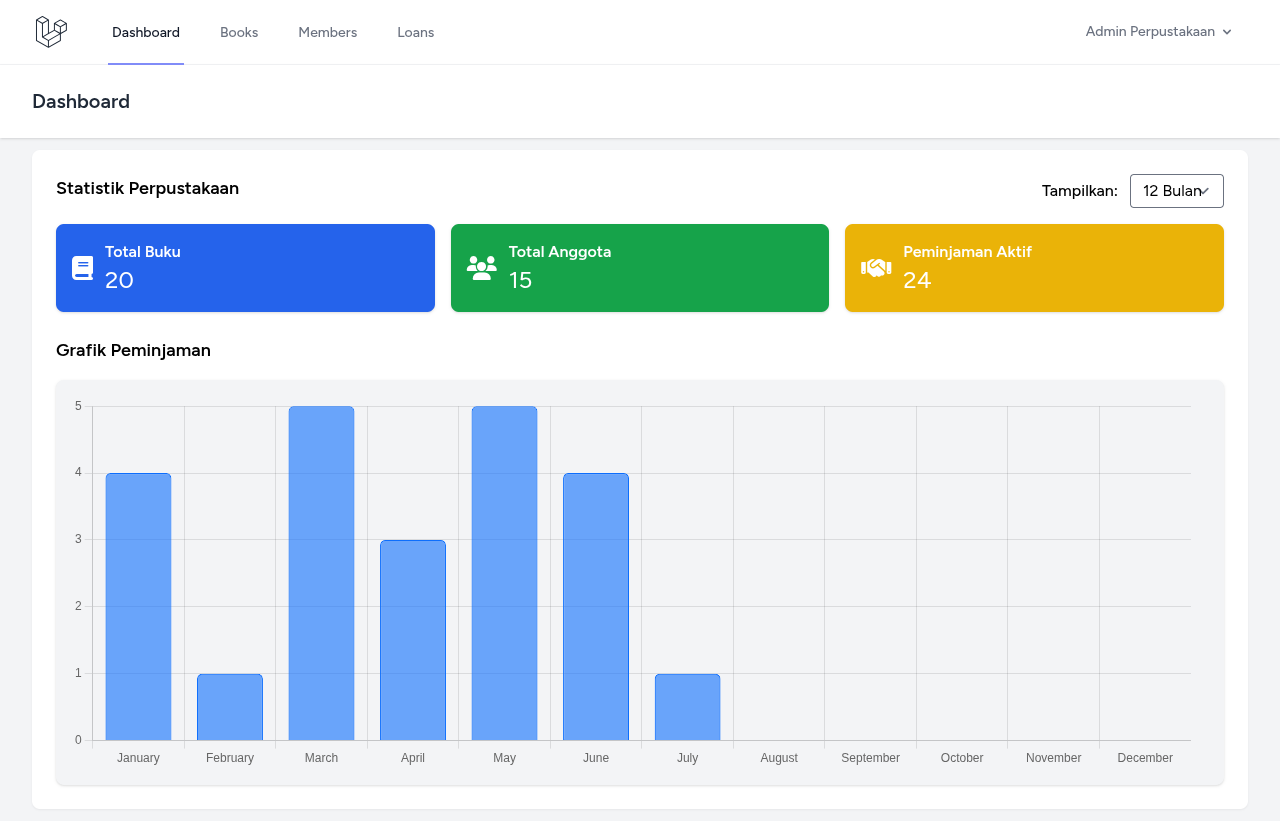 Dashboard Books Members Loans Admin Perpustakaan
Dashboard
Statistik Perpustakaan Tampilkan: 12 Bulan
Total Buku Total Anggota Peminjaman Aktif
20 15 24
Grafik Peminjaman
5
4
3
2
1
0
January February March April May June July August September October November December